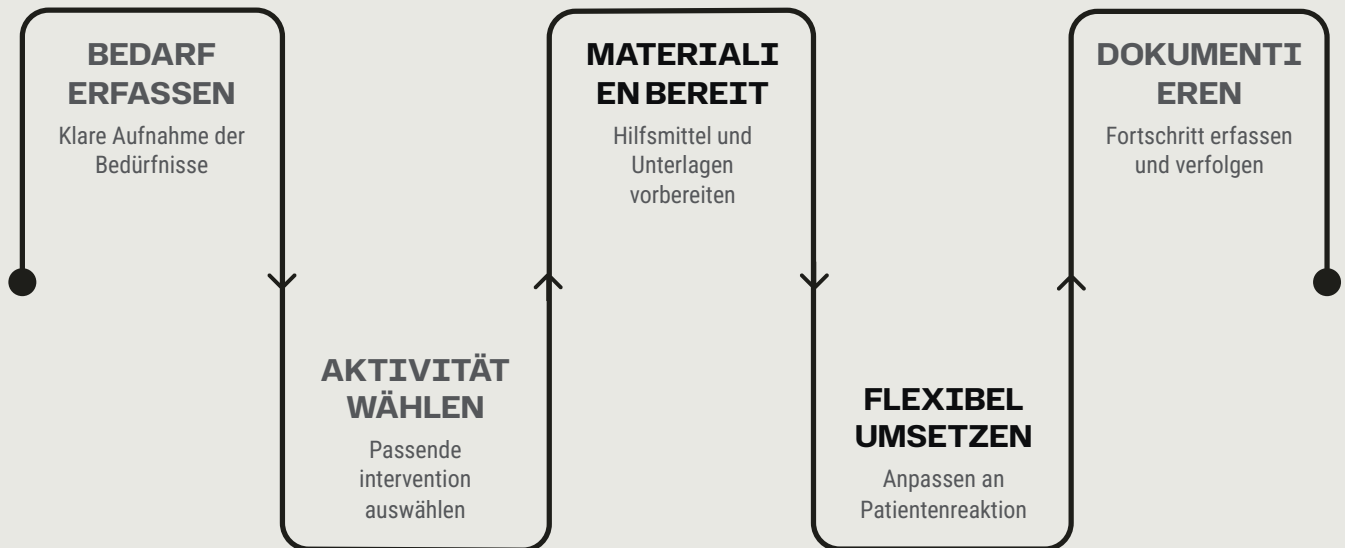 BEDARF
ERFASSEN
Klare Aufnahme der
Bedürfnisse
AKTIVITÄT
WÄHLEN
Passende
intervention
auswählen
MATERIALI
EN BEREIT
Hilfsmittel und
Unterlagen
vorbereiten
FLEXIBEL
UMSETZEN
Anpassen an
Patientenreaktion
DOKUMENTI
EREN
Fortschritt erfassen
und verfolgen